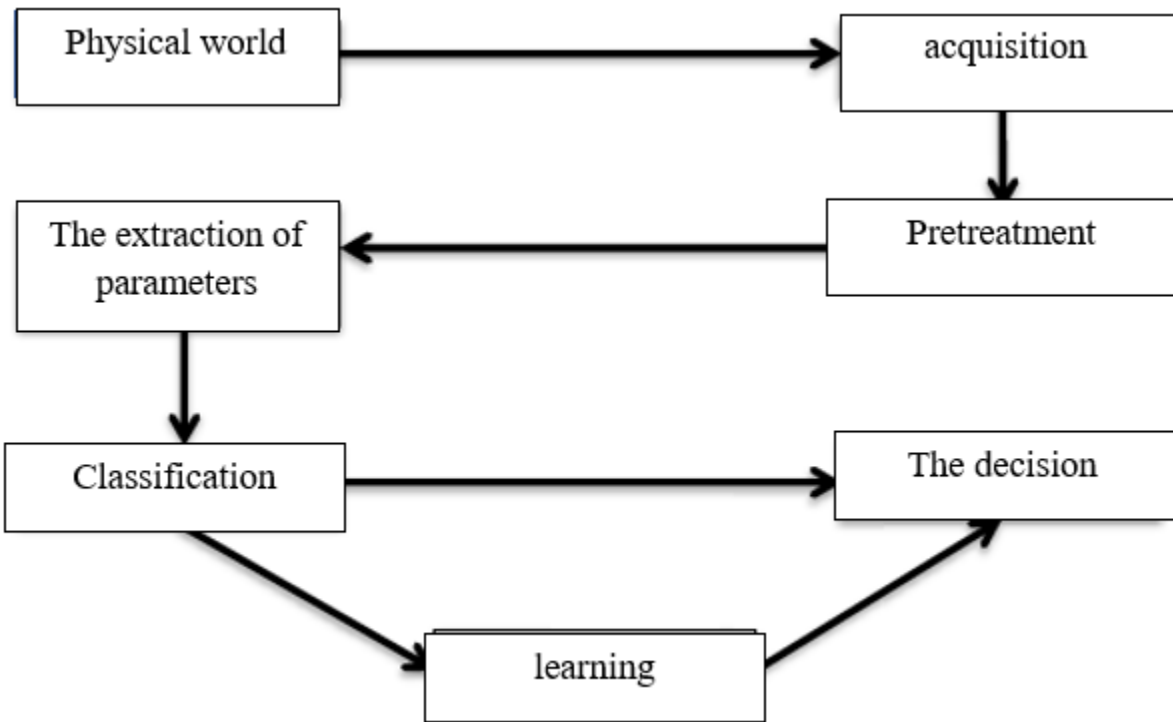 Physical world
acquisition
Pretreatment
The extraction of
parameters
Classification
The decision
learning